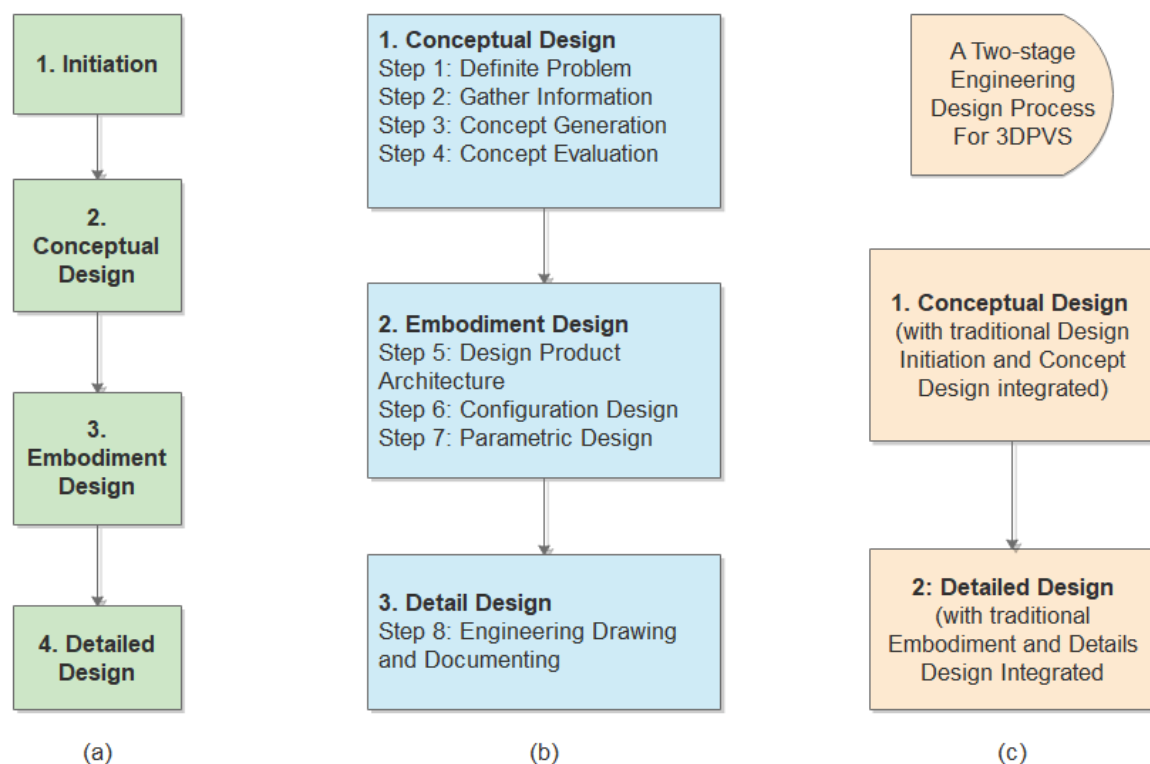 1. Initiation
2.
Conceptual
Design
3.
Embodiment
Design
4. Detailed
Design
(a)
1. Conceptual Design
Step 1: Definite Problem
Step 2: Gather Information
Step 3: Concept Generation
Step 4: Concept Evaluation
2. Embodiment Design
Step 5: Design Product
Architecture
Step 6: Configuration Design
Step 7: Parametric Design
3. Detail Design
Step 8: Engineering Drawing
and Documenting
(b)
A Two-stage
Engineering
Design Process
For 3DPVS
1. Conceptual Design
(with traditional Design
Initiation and Concept
Design integrated)
2: Detailed Design
(with traditional
Embodiment and Details
Design Integrated
(c)